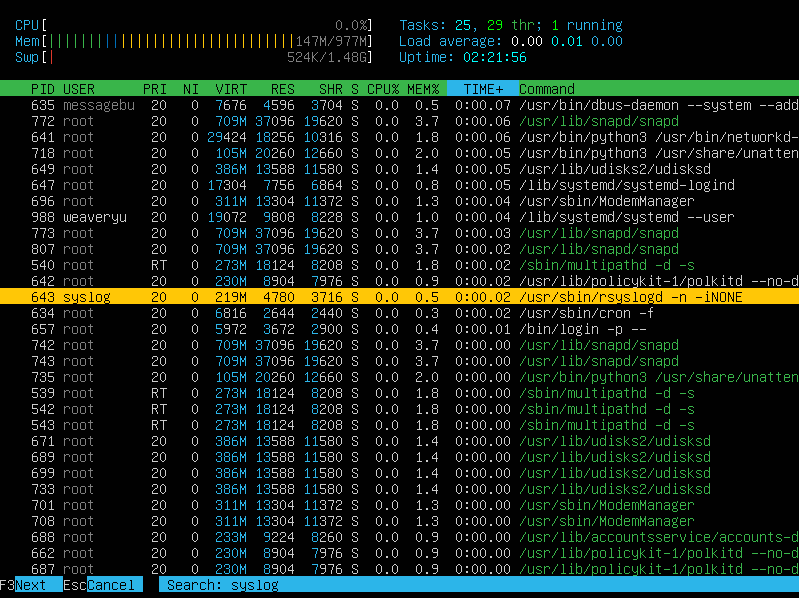 CPU[ 0.0%] Tasks: 25, 29 thr; 1 running
Mem[||||||||||||||||||||||||||||||||147M/977M] Load average: 0.00 0.01 0.00
Swp[| 524K/1.48G] Uptime: 02:21:56
PID USER PRI NI VIRT RES SHR S CPU% MEM% TIME+ Command
635 messagebu 20 0 7676 4596 3704 S 0.0 0.5 0:00.07 /usr/bin/dbus-daemon --system --add
772 root 20 0 709M 37096 19620 S 0.0 3.7 0:00.06 /usr/lib/snapd/snapd
641 root 20 0 29424 18256 10316 S 0.0 1.8 0:00.06 /usr/bin/python3 /usr/bin/networkd-
718 root 20 0 105M 20260 12660 S 0.0 2.0 0:00.05 /usr/bin/python3 /usr/share/unatten
649 root 20 0 386M 13588 11580 S 0.0 1.4 0:00.05 /usr/lib/udisks2/udisksd
647 root 20 0 17304 7756 6864 S 0.0 0.8 0:00.05 /lib/systemd/systemd-logind
696 root 20 0 311M 13304 11372 S 0.0 1.3 0:00.04 /usr/sbin/ModemManager
988 weaveryu 20 0 19072 9808 8228 S 0.0 1.0 0:00.04 /lib/systemd/systemd --user
773 root 20 0 709M 37096 19620 S 0.0 3.7 0:00.03 /usr/lib/snapd/snapd
807 root 20 0 709M 37096 19620 S 0.0 3.7 0:00.02 /usr/lib/snapd/snapd
540 root RT 0 273M 18124 8208 S 0.0 1.8 0:00.02 /sbin/multipathd -d -s
642 root 20 0 230M 8904 7976 S 0.0 0.9 0:00.02 /usr/lib/policykit-1/polkitd --no-d
643 syslog 20 0 219M 4780 3716 S 0.0 0.5 0:00.02 /usr/sbin/rsyslogd -n -iNONE
634 root 20 0 6816 2644 2440 S 0.0 0.3 0:00.02 /usr/sbin/cron -f
657 root 20 0 5972 3672 2900 S 0.0 0.4 0:00.01 /bin/login -p --
742 root 20 0 709M 37096 19620 S 0.0 3.7 0:00.00 /usr/lib/snapd/snapd
743 root 20 0 709M 37096 19620 S 0.0 3.7 0:00.00 /usr/lib/snapd/snapd
735 root 20 0 105M 20260 12660 S 0.0 2.0 0:00.00 /usr/bin/python3 /usr/share/unatten
539 root RT 0 273M 18124 8208 S 0.0 1.8 0:00.00 /sbin/multipathd -d -s
542 root RT 0 273M 18124 8208 S 0.0 1.8 0:00.00 /sbin/multipathd -d -s
543 root RT 0 273M 18124 8208 S 0.0 1.8 0:00.00 /sbin/multipathd -d -s
671 root 20 0 386M 13588 11580 S 0.0 1.4 0:00.00 /usr/lib/udisks2/udisksd
689 root 20 0 386M 13588 11580 S 0.0 1.4 0:00.00 /usr/lib/udisks2/udisksd
699 root 20 0 386M 13588 11580 S 0.0 1.4 0:00.00 /usr/lib/udisks2/udisksd
733 root 20 0 386M 13588 11580 S 0.0 1.4 0:00.00 /usr/lib/udisks2/udisksd
701 root 20 0 311M 13304 11372 S 0.0 1.3 0:00.00 /usr/sbin/ModemManager
708 root 20 0 311M 13304 11372 S 0.0 1.3 0:00.00 /usr/sbin/ModemManager
688 root 20 0 233M 9224 8260 S 0.0 0.9 0:00.00 /usr/lib/accountsservice/accounts-d
662 root 20 0 230M 8904 7976 S 0.0 0.9 0:00.00 /usr/lib/policykit-1/polkitd --no-d
687 root 20 0 230M 8904 7976 S 0.0 0.9 0:00.00 /usr/lib/policykit-1/polkitd --no-d
F3Next EscCancel Search: syslog